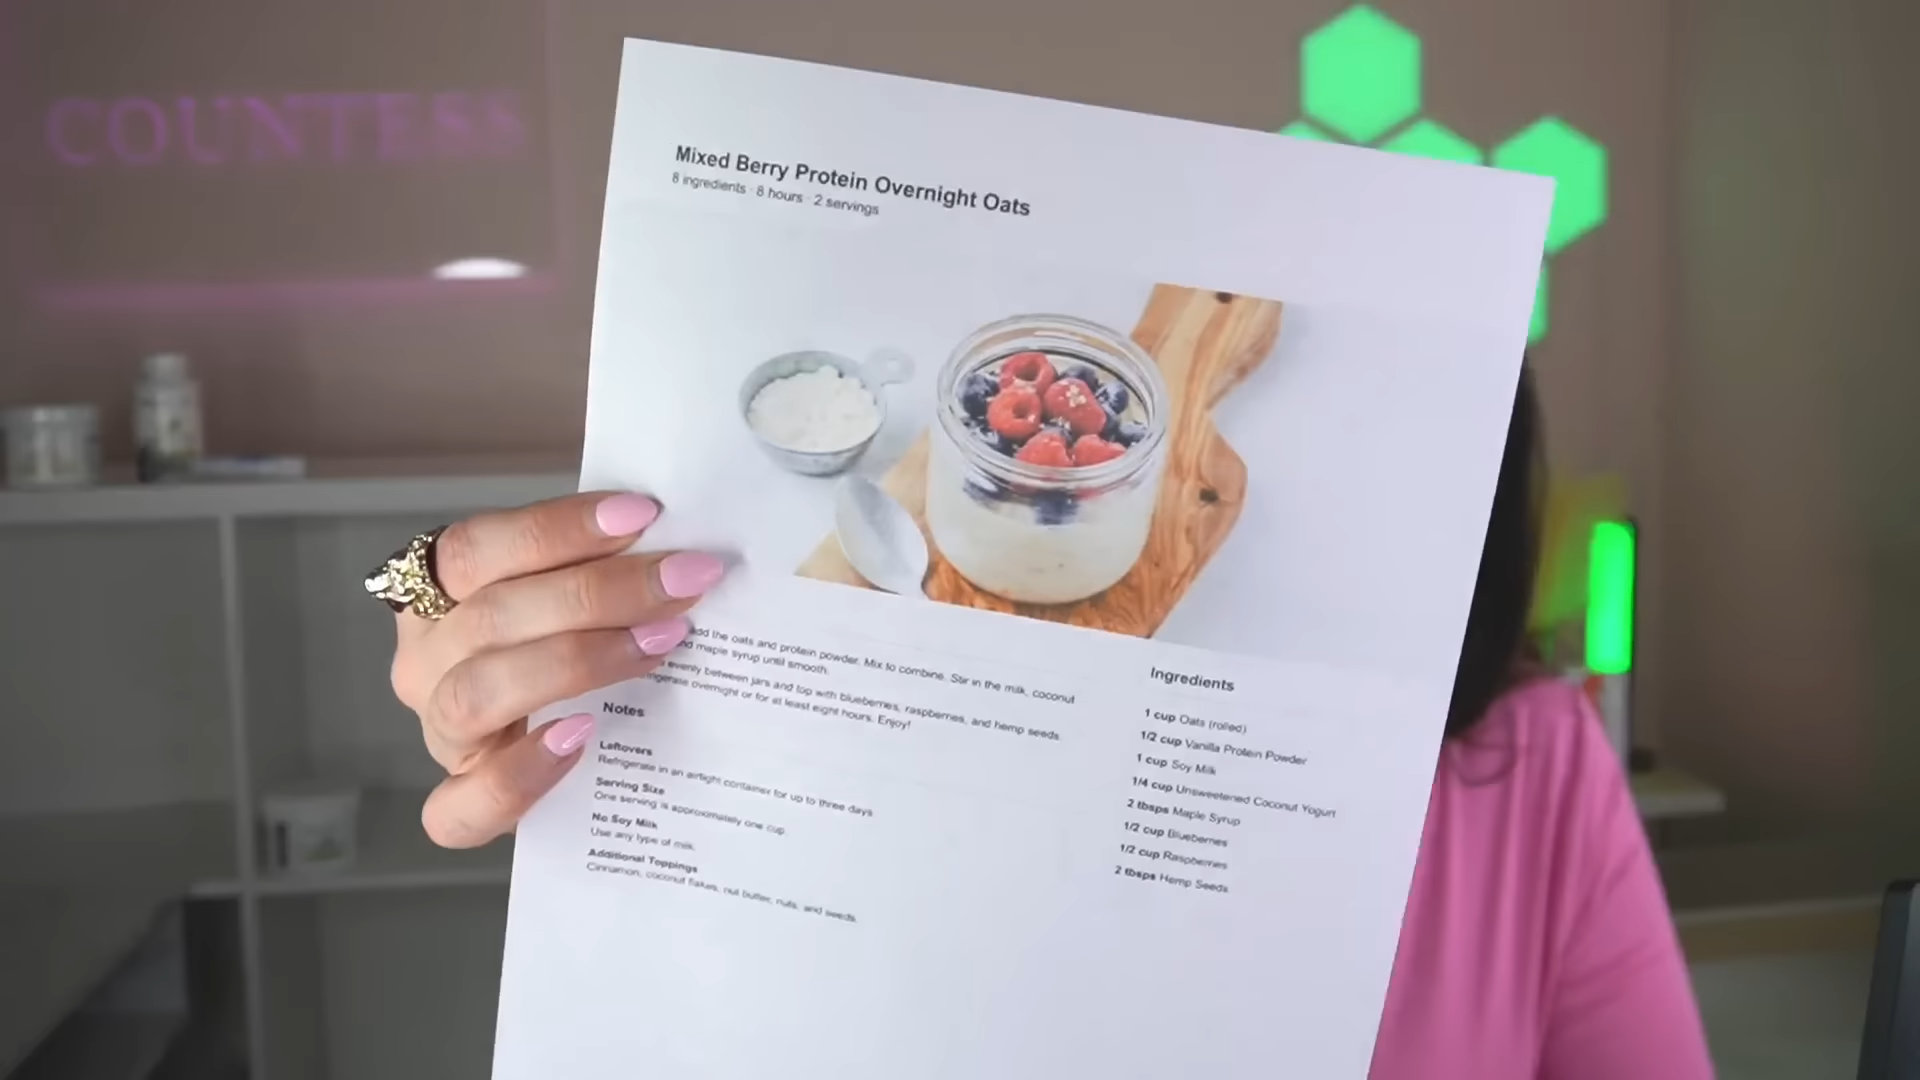 COUNTESS
Mixed Berry Protein Overnight Oats
8 ingredients · 8 hours · 2 servings
add the oats and protein powder. Mix to combine. Stir in the milk, coconut
maple syrup until smooth.
evenly between jars and top with blueberries, raspberries, and hemp seeds.
overnight or for at least eight hours. Enjoy!
Notes
Leftovers
Refrigerate in an airtight container for up to three days
Serving Size
One serving is approximately one cup.
No Soy Milk
Use any type of milk.
Additional Toppings
Cinnamon, coconut flakes, nut butter, nuts, and seeds.
Ingredients
1 cup Oats (rolled)
1/2 cup Vanilla Protein Powder
1 cup Soy Milk
1/4 cup Unsweetened Coconut Yogurt
2 tbsps Maple Syrup
1/2 cup Blueberries
1/2 cup Raspberries
2 tbsps Hemp Seeds